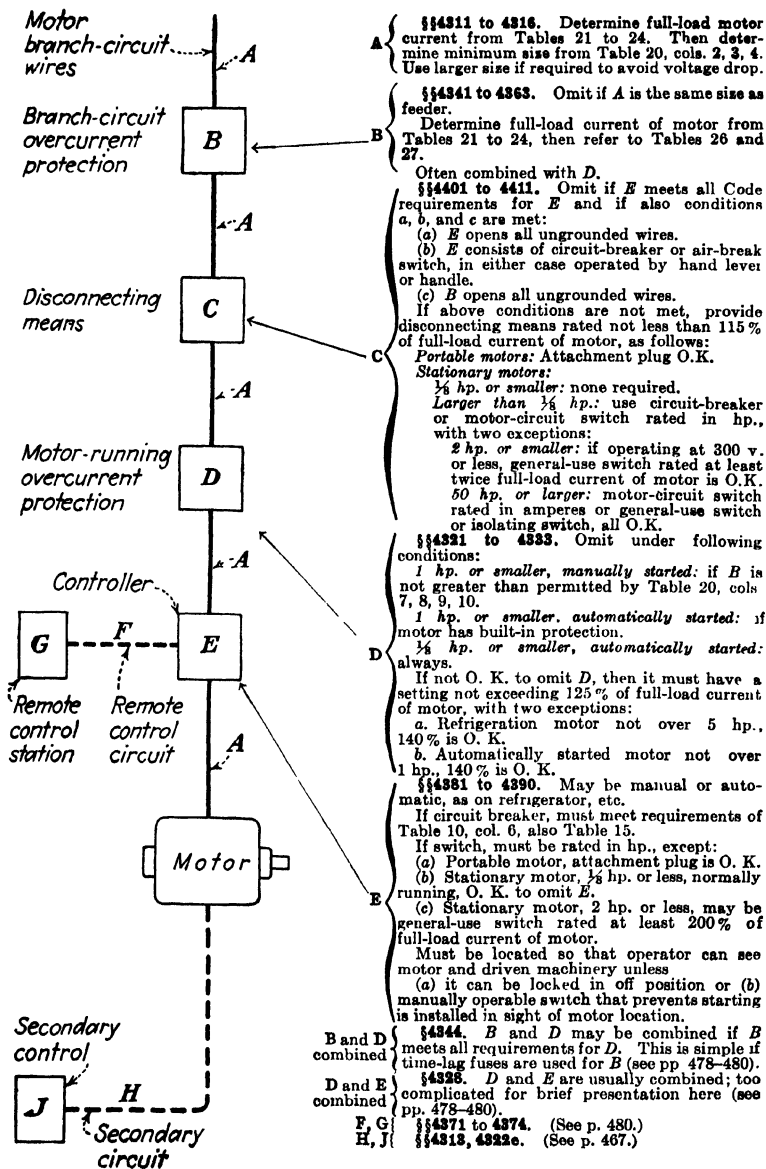 Motor
branch-circuit
wires
A
Branch-circuit
overcurrent
protection
B
A
Disconnecting
means
C
A
Motor-running
overcurrent
protection
D
A
Controller
G
F
E
Remote
control
station
Remote
control
circuit
A
Motor
Secondary
control
J
H
Secondary
circuit
A
§§4311 to 4316. Determine full-load motor
current from Tables 21 to 24. Then deter-
mine minimum size from Table 20, cols. 2, 3, 4.
Use larger size if required to avoid voltage drop.
B
§§4341 to 4363. Omit if A is the same size as
feeder.
Determine full-load current of motor from
Tables 21 to 24, then refer to Tables 26 and
27.
Often combined with D.
C
§§4401 to 4411. Omit if E meets all Code
requirements for E and if also conditions
a, b, and c are met:
(a) E opens all ungrounded wires.
(b) E consists of circuit-breaker or air-break
switch, in either case operated by hand lever
or handle.
(c) B opens all ungrounded wires.
If above conditions are not met, provide
disconnecting means rated not less than 115%
of full-load current of motor, as follows:
Portable motors: Attachment plug O.K.
Stationary motors:
⅛ hp. or smaller: none required.
Larger than ⅛ hp.: use circuit-breaker
or motor-circuit switch rated in hp.,
with two exceptions:
2 hp. or smaller: if operating at 300 v.
or less, general-use switch rated at least
twice full-load current of motor is O.K.
50 hp. or larger: motor-circuit switch
rated in amperes or general-use switch
or isolating switch, all O.K.
D
§§4321 to 4333. Omit under following
conditions:
1 hp. or smaller, manually started: if B is
not greater than permitted by Table 20, cols
7, 8, 9, 10.
1 hp. or smaller, automatically started: if
motor has built-in protection.
⅛ hp. or smaller, automatically started:
always.
If not O. K. to omit D, then it must have a
setting not exceeding 125% of full-load current
of motor, with two exceptions:
a. Refrigeration motor not over 5 hp.,
140% is O. K.
b. Automatically started motor not over
1 hp., 140% is O. K.
E
§§4381 to 4390. May be manual or auto-
matic, as on refrigerator, etc.
If circuit breaker, must meet requirements of
Table 10, col. 6, also Table 15.
If switch, must be rated in hp., except:
(a) Portable motor, attachment plug is O. K.
(b) Stationary motor, ⅛ hp. or less, normally
running, O. K. to omit E.
(c) Stationary motor, 2 hp. or less, may be
general-use switch rated at least 200% of
full-load current of motor.
Must be located so that operator can see
motor and driven machinery unless
(a) it can be locked in off position or (b)
manually operable switch that prevents starting
is installed in sight of motor location.
B and D
combined
§4344. B and D may be combined if B
meets all requirements for D. This is simple if
time-lag fuses are used for B (see pp 478–480).
D and E
combined
§4328. D and E are usually combined; too
complicated for brief presentation here (see
pp. 478–480).
F, G{ §§4371 to 4374. (See p. 480.)
H, J{ §§4313, 4322c. (See p. 467.)